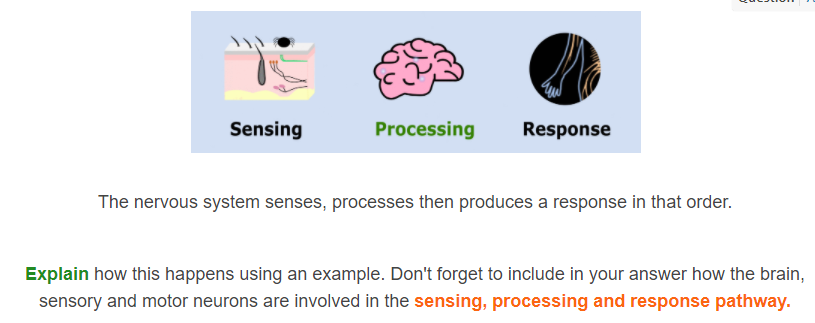 Sensing Processing Response
The nervous system senses, processes then produces a response in that order.
Explain how this happens using an example. Don't forget to include in your answer how the brain,
sensory and motor neurons are involved in the sensing, processing and response pathway.